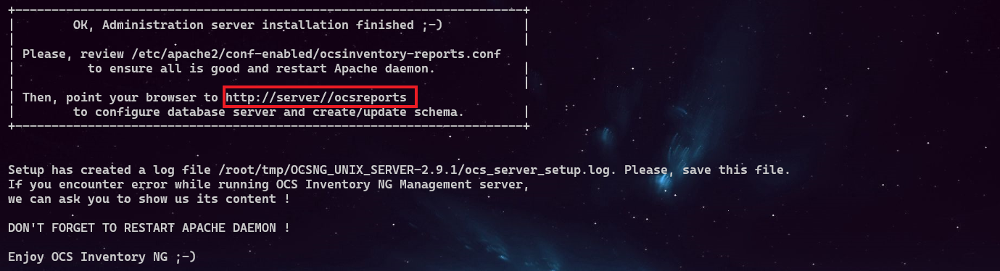 +----------------------------------------------------------------------+
|        OK, Administration server installation finished ;-)           |
|                                                                      |
| Please, review /etc/apache2/conf-enabled/ocsinventory-reports.conf
|          to ensure all is good and restart Apache daemon.            |
|                                                                      |
| Then, point your browser to http://server//ocsreports
|        to configure database server and create/update schema.        |
+----------------------------------------------------------------------+
Setup has created a log file /root/tmp/OCSNG_UNIX_SERVER-2.9.1/ocs_server_setup.log. Please, save this file.
If you encounter error while running OCS Inventory NG Management server,
we can ask you to show us its content !
DON'T FORGET TO RESTART APACHE DAEMON !
Enjoy OCS Inventory NG ;-)